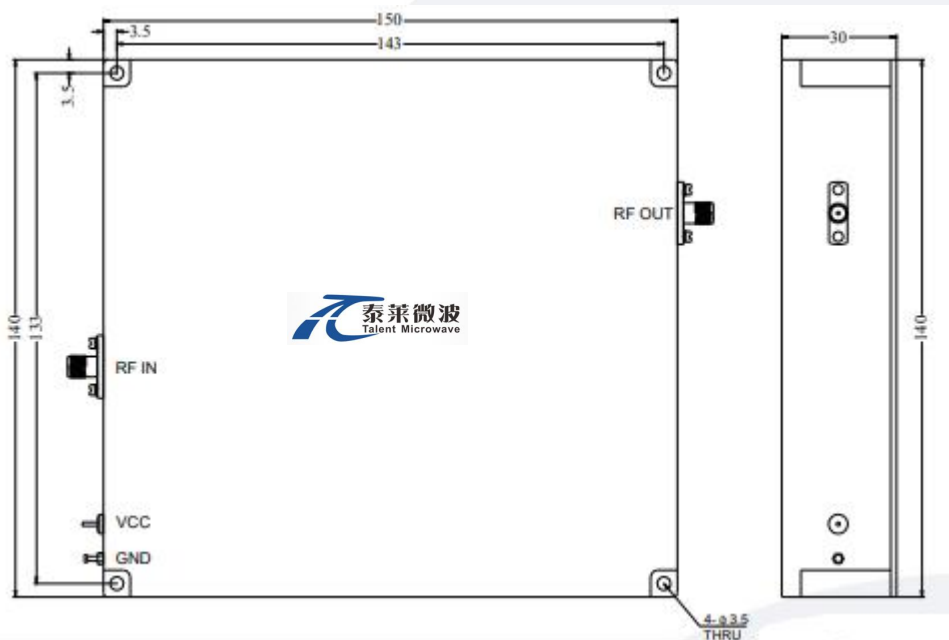 150
3.5
143
30
3.5
RF OUT
140
133
泰莱微波
Talent Microwave
140
RF IN
VCC
GND
4-φ3.5
THRU